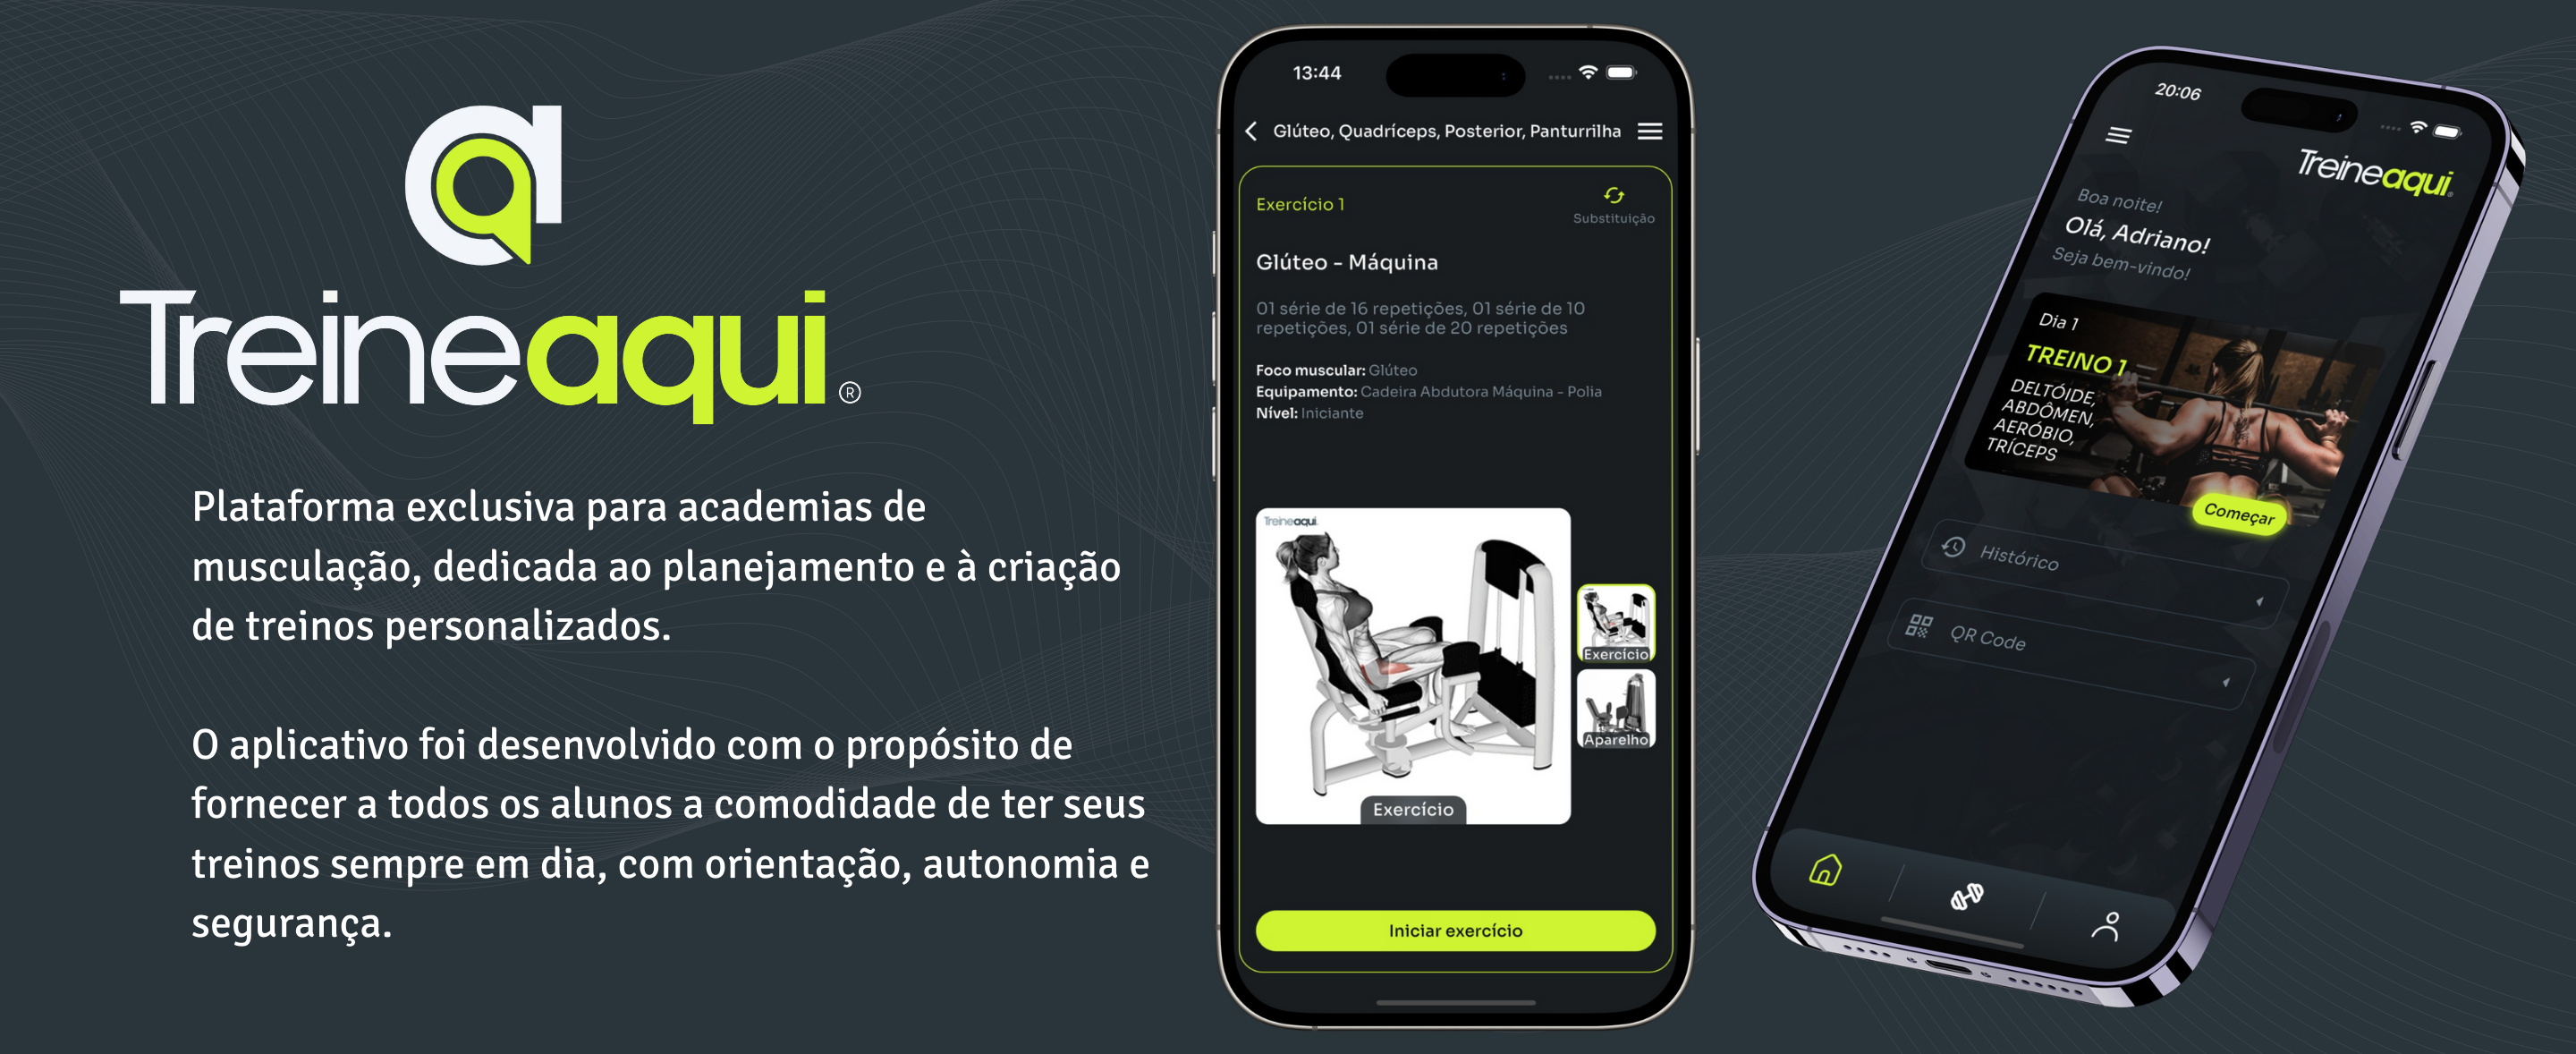 Treineaqui®
Plataforma exclusiva para academias de
musculação, dedicada ao planejamento e à criação
de treinos personalizados.
O aplicativo foi desenvolvido com o propósito de
fornecer a todos os alunos a comodidade de ter seus
treinos sempre em dia, com orientação, autonomia e
segurança.
13:44
Glúteo, Quadríceps, Posterior, Panturrilha
Exercício 1
Substituição
Glúteo - Máquina
01 série de 16 repetições, 01 série de 10
repetições, 01 série de 20 repetições
Foco muscular: Glúteo
Equipamento: Cadeira Abdutora Máquina - Polia
Nível: Iniciante
Treineaqui
Exercício
Exercício
Aparelho
Iniciar exercício
20:06
Treineaqui®
Boa noite!
Olá, Adriano!
Seja bem-vindo!
Dia 1
TREINO 1
DELTÓIDE,
ABDÔMEN,
AERÓBIO,
TRÍCEPS
Começar
Histórico
QR Code